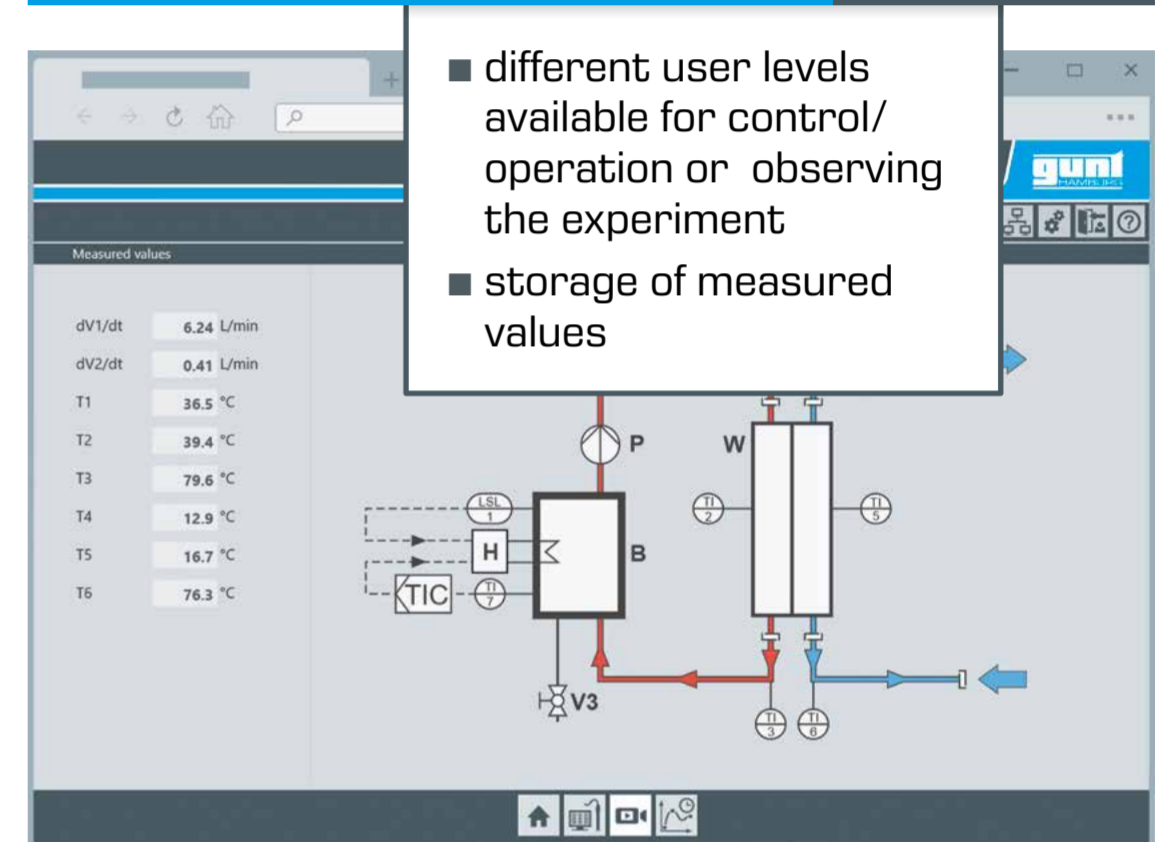 ■ different user levels
available for control/
operation or  observing
the experiment
■ storage of measured
values
gunt
HAMBURG
Measured values
dV1/dt 6.24 L/min
dV2/dt 0.41 L/min
T1 36.5 °C
T2 39.4 °C
T3 79.6 °C
T4 12.9 °C
T5 16.7 °C
T6 76.3 °C
P
W
LSL
1
TI
2
TI
5
H
B
TIC
TI
7
V3
TI
3
TI
6